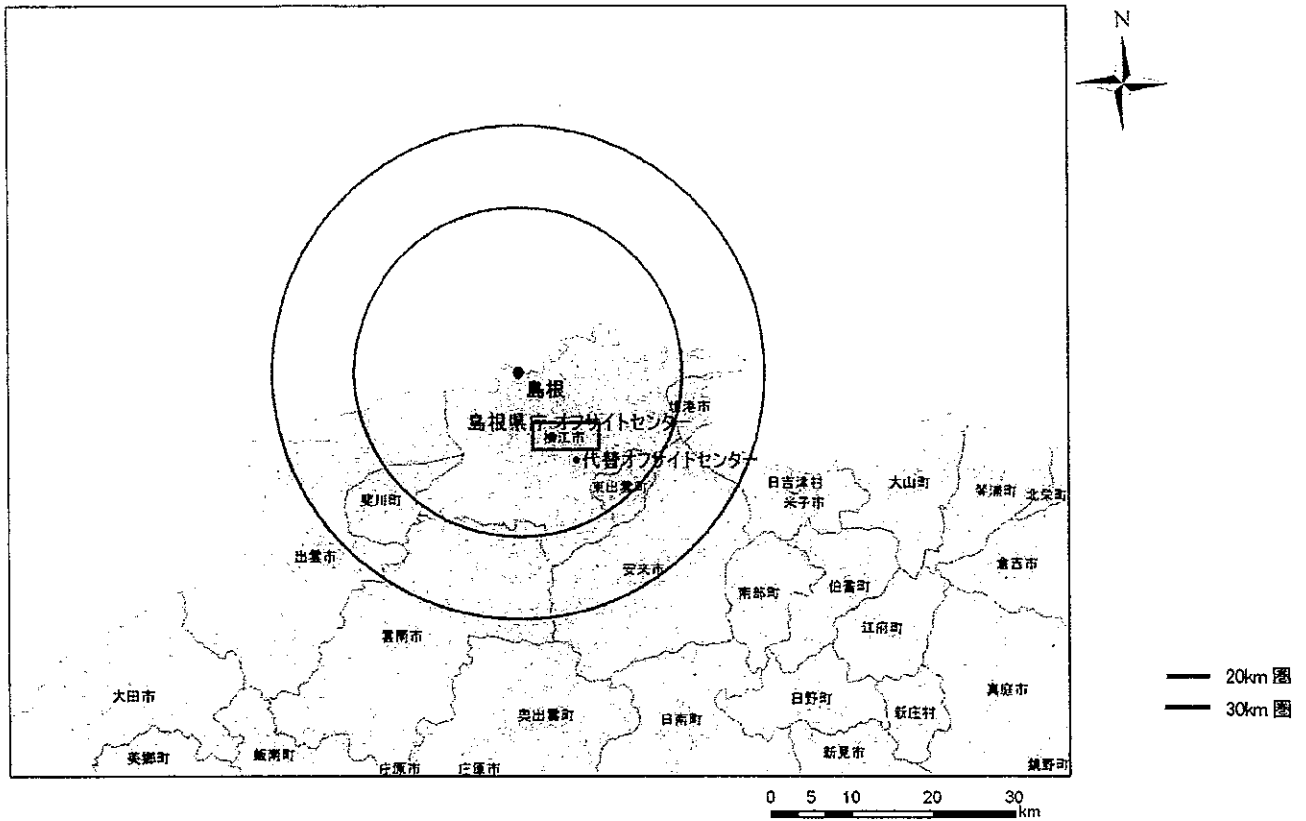 N
島根
境港市
島根県庁 オフサイトセンター
松江市
•代替オフサイトセンター
東出雲町
斐川町
日吉津村
米子市
大山町
琴浦町
北栄町
出雲市
安来市
倉吉市
南部町
伯耆町
江府町
雲南市
大田市
奥出雲町
日南町
日野町
新庄村
真庭市
美郷町
飯南町
庄原市
庄原市
新見市
鏡野町
20km 圏
30km 圏
0 5 10 20 30
km